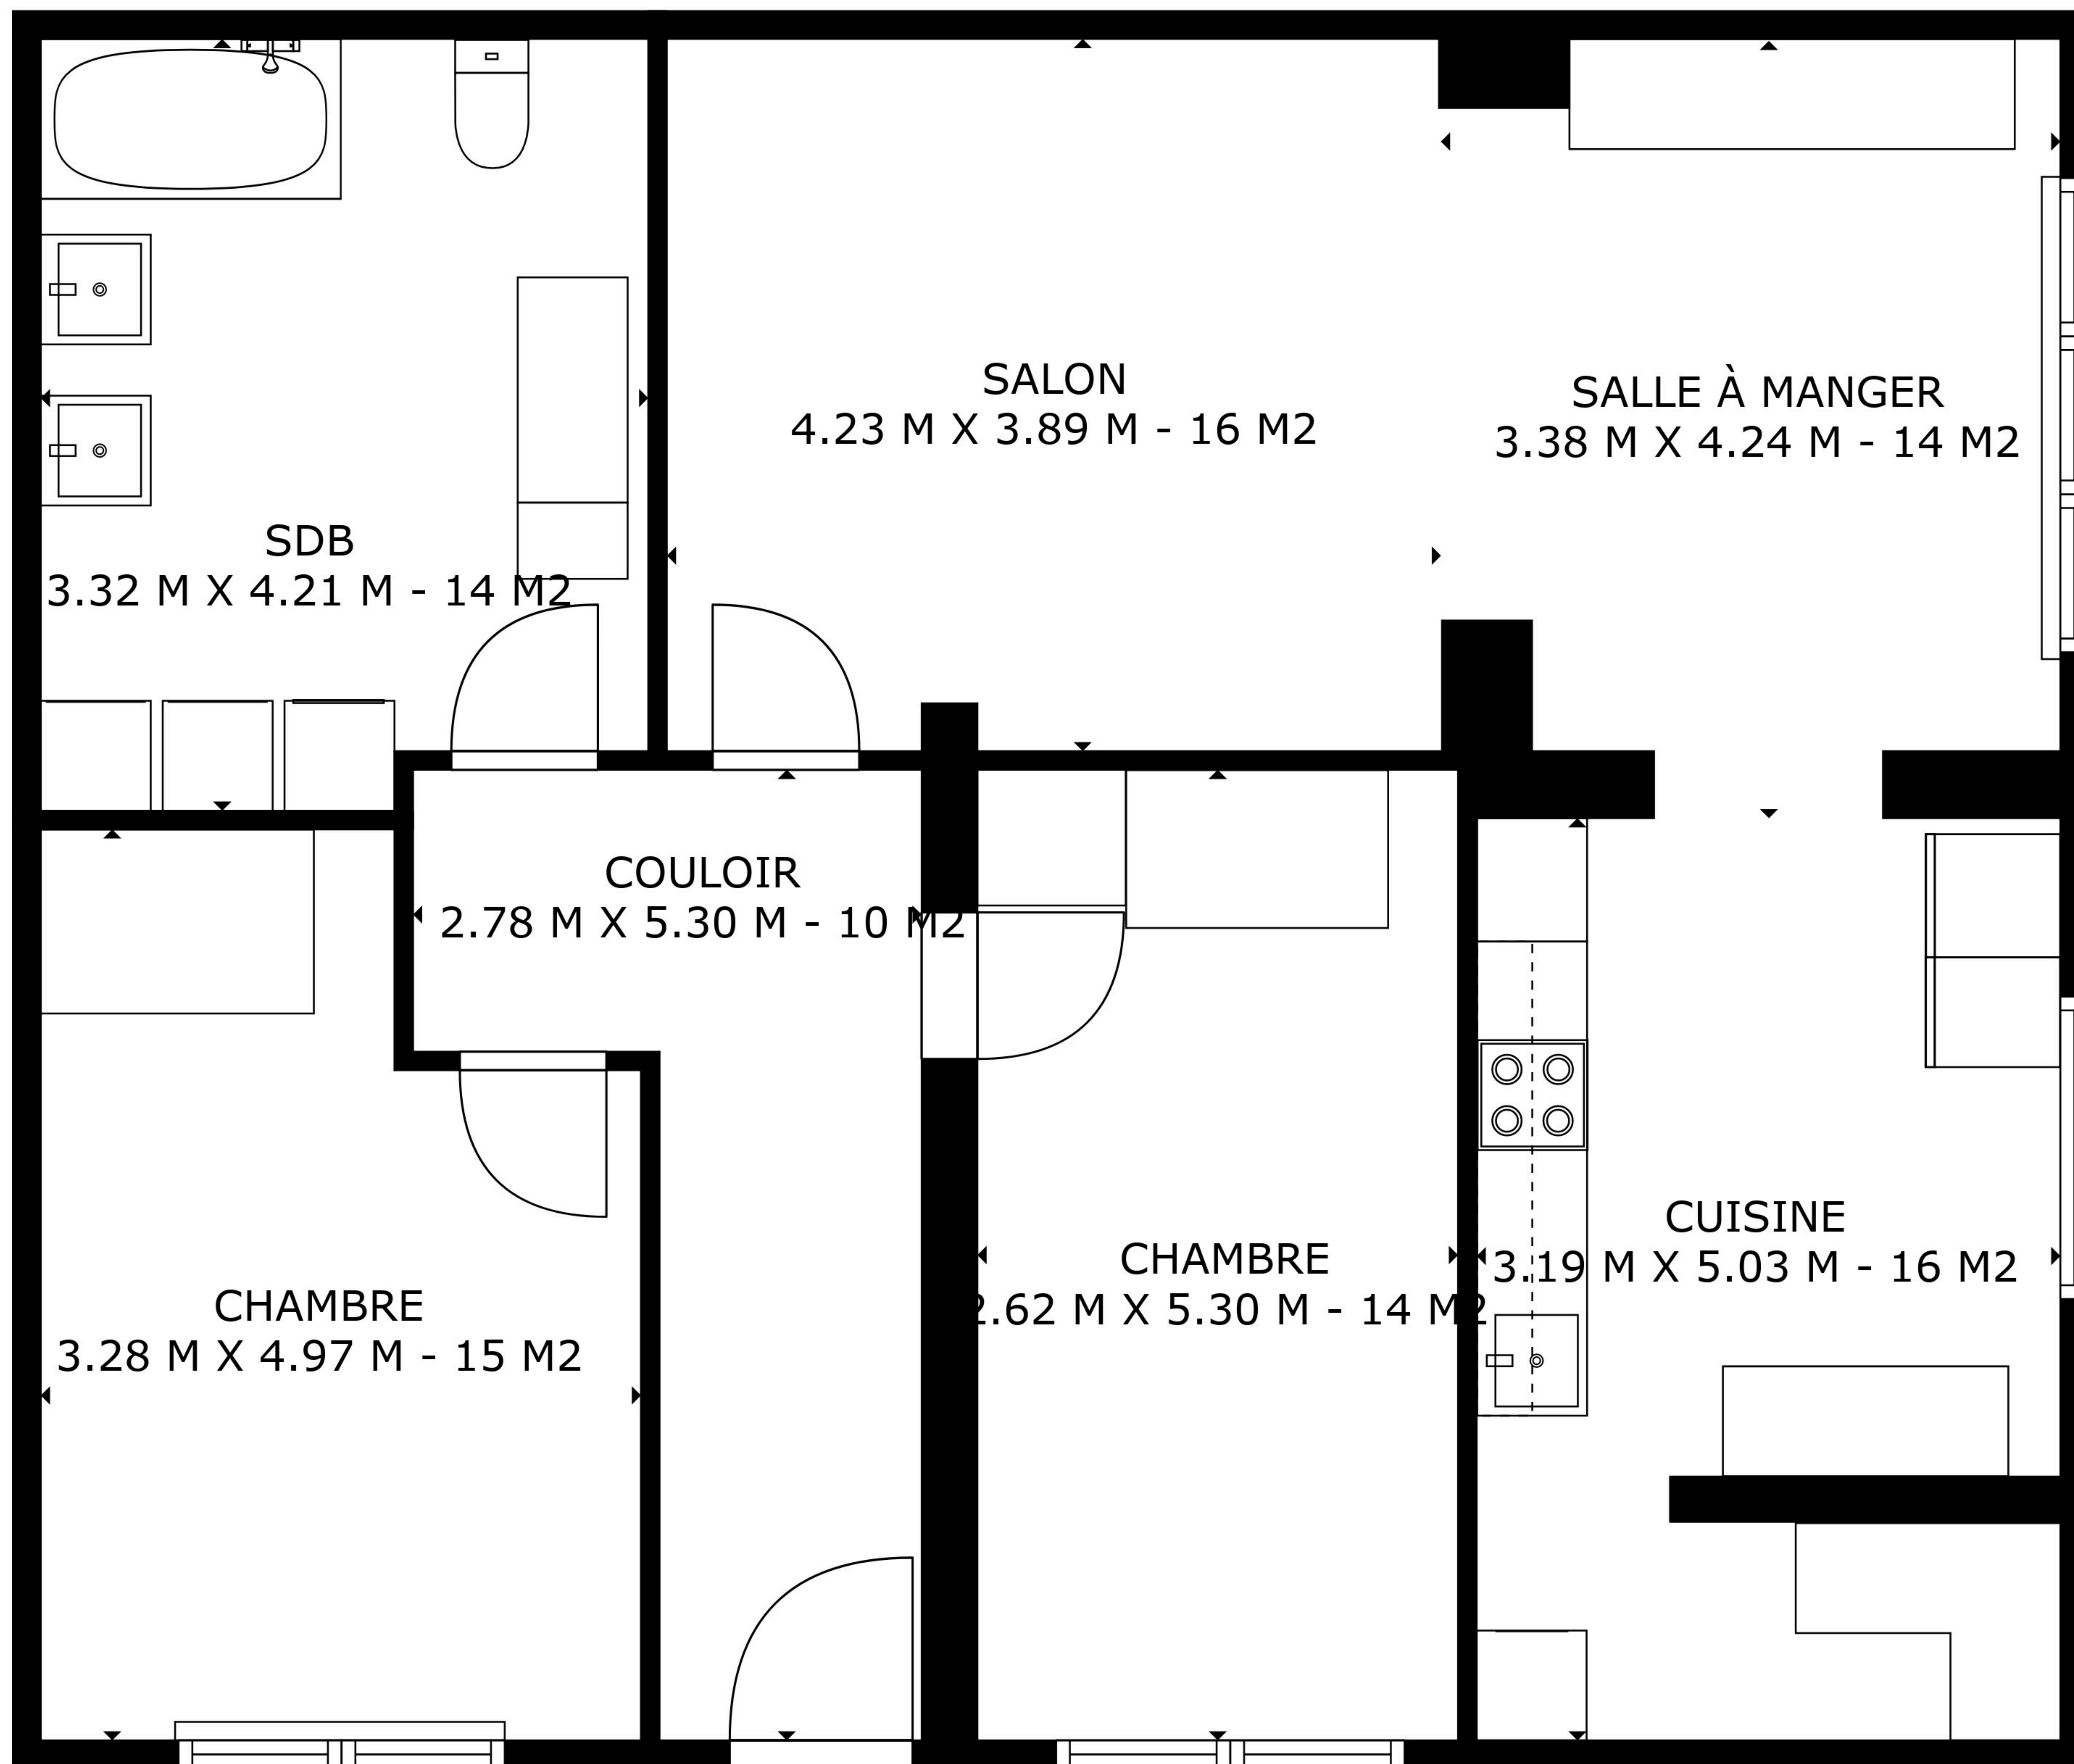 SALON
4.23 M X 3.89 M - 16 M2
SALLE À MANGER
3.38 M X 4.24 M - 14 M2
SDB
3.32 M X 4.21 M - 14 M2
COULOIR
2.78 M X 5.30 M - 10 M2
CUISINE
3.19 M X 5.03 M - 16 M2
CHAMBRE
2.62 M X 5.30 M - 14 M2
CHAMBRE
3.28 M X 4.97 M - 15 M2